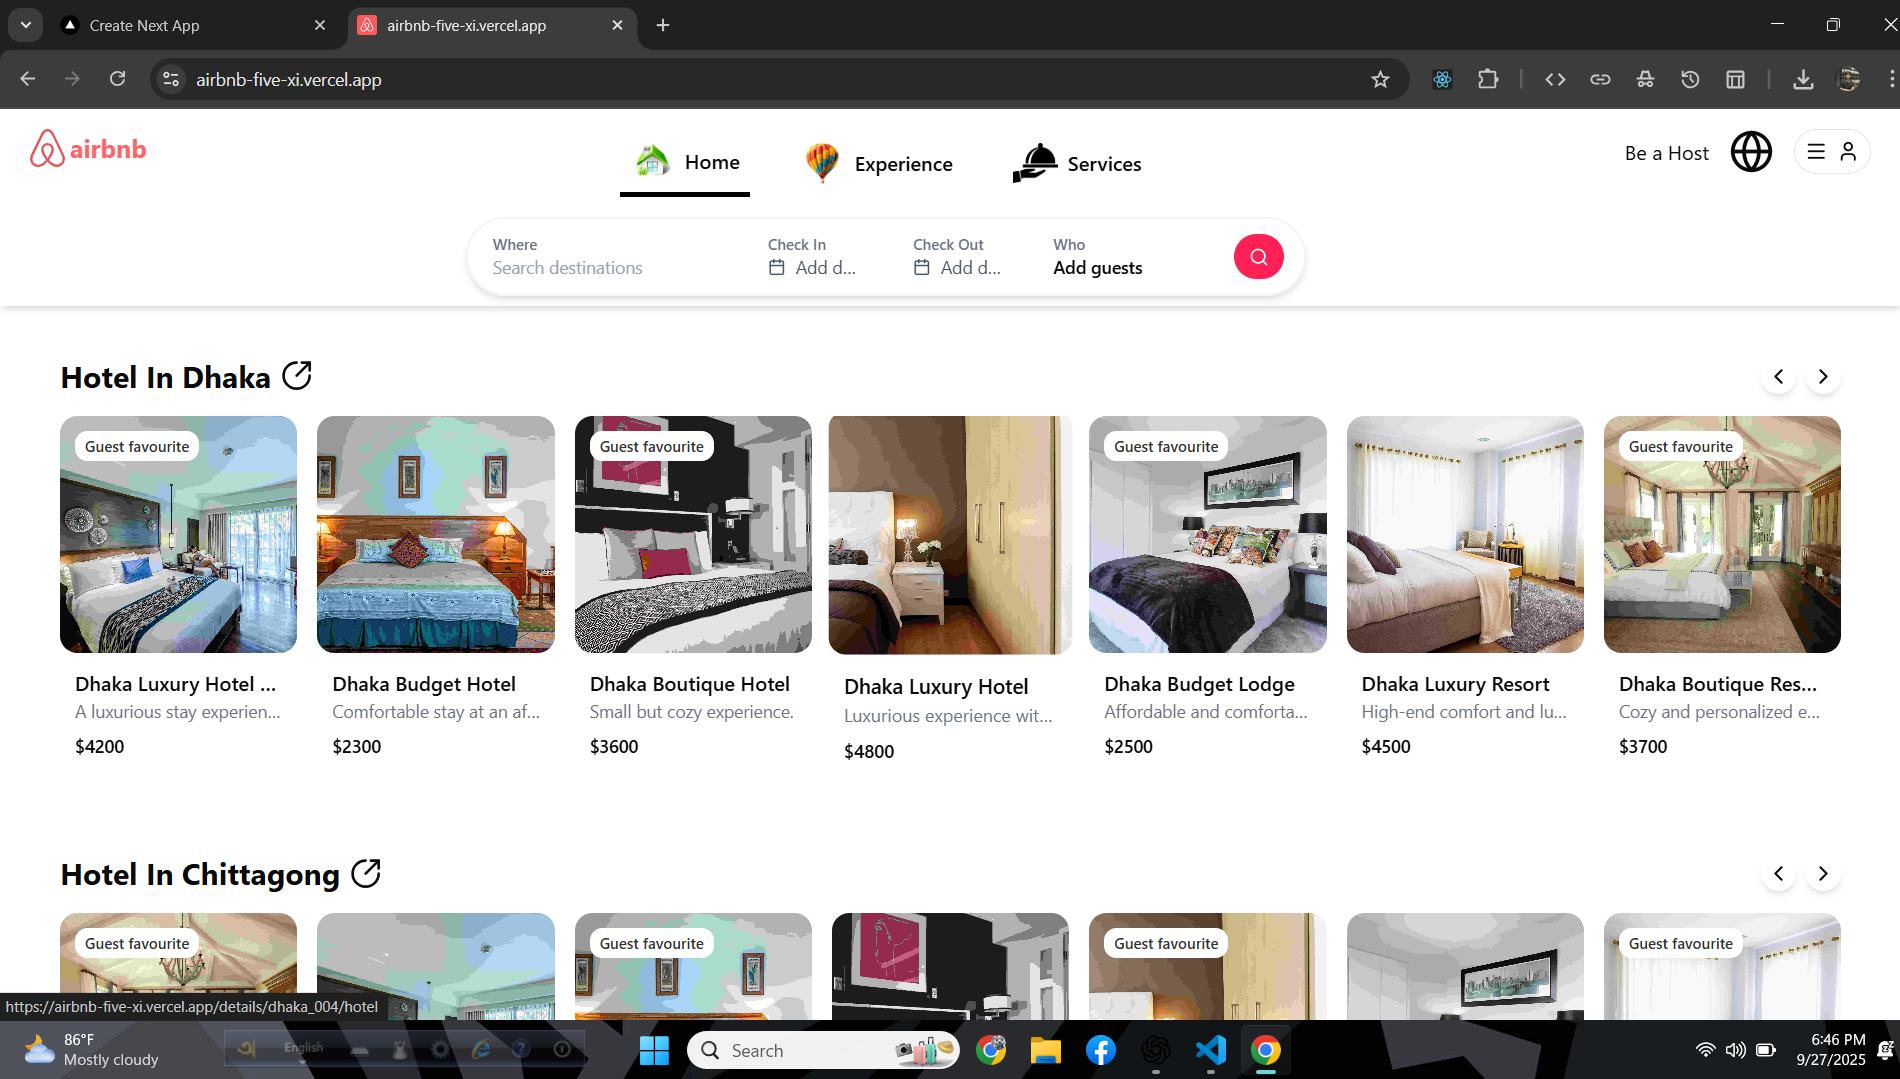 Create Next App
airbnb-five-xi.vercel.app
airbnb-five-xi.vercel.app
airbnb
Home
Experience
Services
Be a Host
Where
Search destinations
Check In
Add d...
Check Out
Add d...
Who
Add guests
Hotel In Dhaka
Guest favourite
Guest favourite
Guest favourite
Guest favourite
Dhaka Luxury Hotel ...
A luxurious stay experien...
$4200
Dhaka Budget Hotel
Comfortable stay at an af...
$2300
Dhaka Boutique Hotel
Small but cozy experience.
$3600
Dhaka Luxury Hotel
Luxurious experience wit...
$4800
Dhaka Budget Lodge
Affordable and comforta...
$2500
Dhaka Luxury Resort
High-end comfort and lu...
$4500
Dhaka Boutique Res...
Cozy and personalized e...
$3700
Hotel In Chittagong
Guest favourite
Guest favourite
Guest favourite
Guest favourite
https://airbnb-five-xi.vercel.app/details/dhaka_004/hotel
86°F
Mostly cloudy
English
Search
6:46 PM
9/27/2025